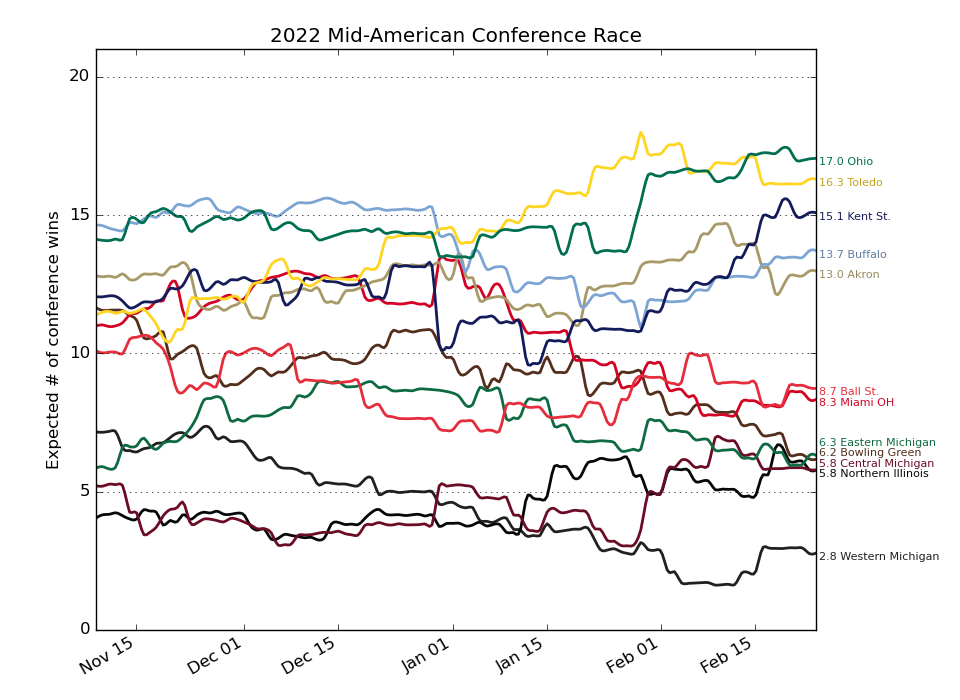 2022 Mid-American Conference Race
Expected # of conference wins
20
15
10
5
0
Nov 15
Dec 01
Dec 15
Jan 01
Jan 15
Feb 01
Feb 15
17.0 Ohio
16.3 Toledo
15.1 Kent St.
13.7 Buffalo
13.0 Akron
8.7 Ball St.
8.3 Miami OH
6.3 Eastern Michigan
6.2 Bowling Green
5.8 Central Michigan
5.8 Northern Illinois
2.8 Western Michigan